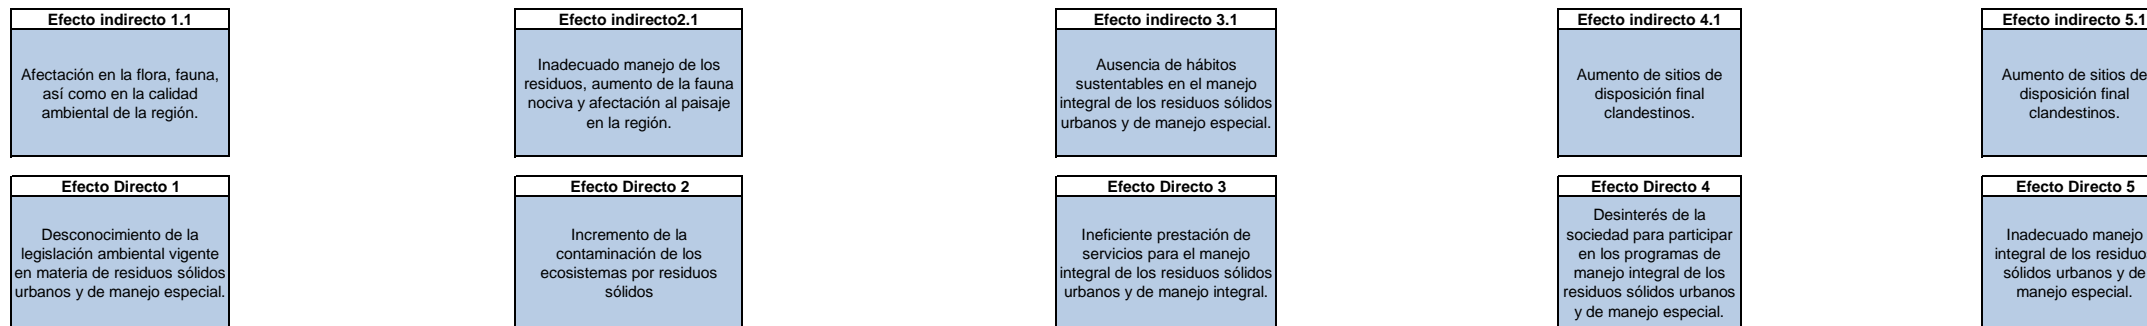 Efecto indirecto 1.1
Afectación en la flora, fauna,
así como en la calidad
ambiental de la región.
Efecto indirecto2.1
Inadecuado manejo de los
residuos, aumento de la fauna
nociva y afectación al paisaje
en la región.
Efecto indirecto 3.1
Ausencia de hábitos
sustentables en el manejo
integral de los residuos sólidos
urbanos y de manejo especial.
Efecto indirecto 4.1
Aumento de sitios de
disposición final
clandestinos.
Efecto indirecto 5.1
Aumento de sitios de
disposición final
clandestinos.
Efecto Directo 1
Desconocimiento de la
legislación ambiental vigente
en materia de residuos sólidos
urbanos y de manejo especial.
Efecto Directo 2
Incremento de la
contaminación de los
ecosistemas por residuos
sólidos
Efecto Directo 3
Ineficiente prestación de
servicios para el manejo
integral de los residuos sólidos
urbanos y de manejo integral.
Efecto Directo 4
Desinterés de la
sociedad para participar
en los programas de
manejo integral de los
residuos sólidos urbanos
y de manejo especial.
Efecto Directo 5
Inadecuado manejo
integral de los residuo
sólidos urbanos y de
manejo especial.